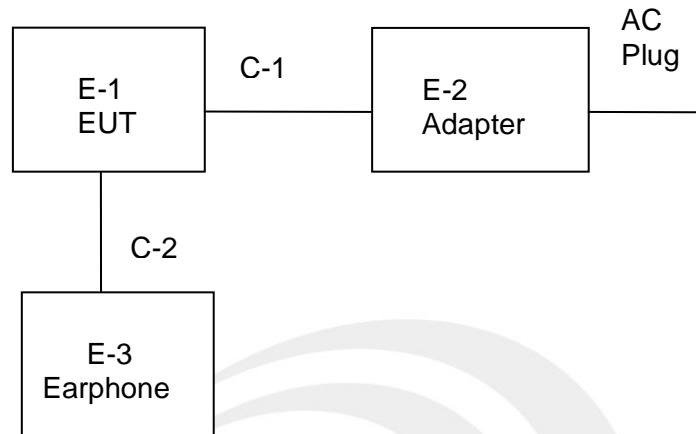 AC
Plug
C-1
E-1
EUT
E-2
Adapter
C-2
E-3
Earphone